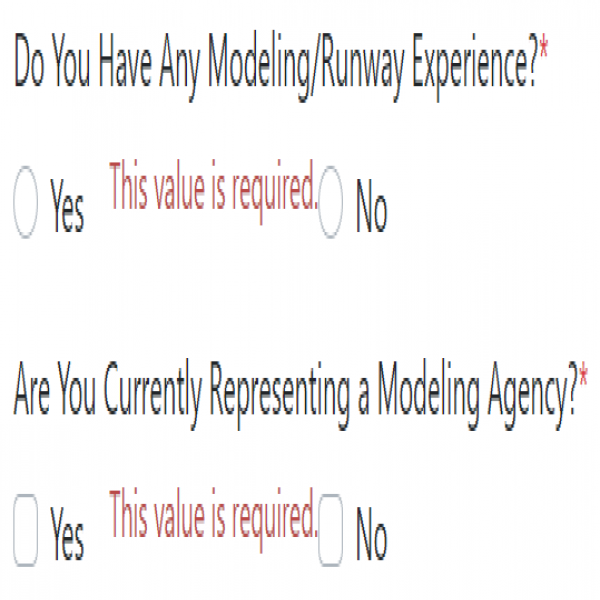 Do You Have Any Modeling/Runway Experience?*
Yes This value is required. No
Are You Currently Representing a Modeling Agency?*
Yes This value is required. No